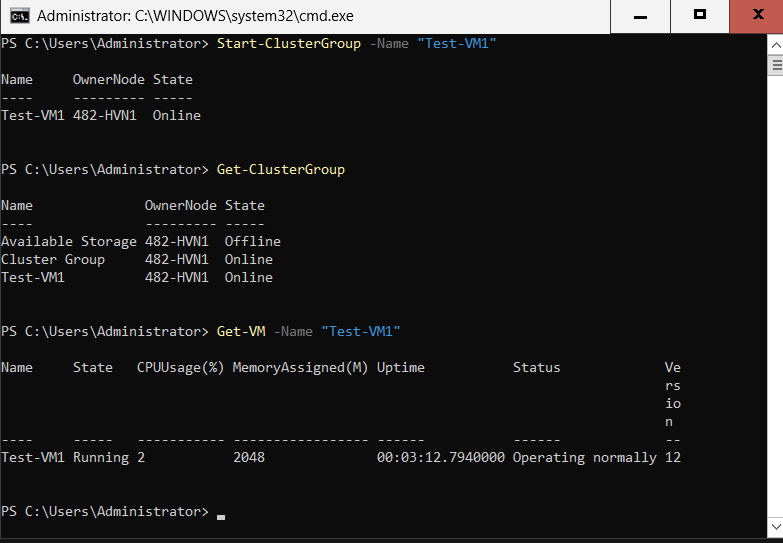 Administrator: C:\WINDOWS\system32\cmd.exe
PS C:\Users\Administrator> Start-ClusterGroup -Name "Test-VM1"
Name     OwnerNode State
----     --------- -----
Test-VM1 482-HVN1  Online
PS C:\Users\Administrator> Get-ClusterGroup
Name              OwnerNode State
----              --------- -----
Available Storage 482-HVN1  Offline
Cluster Group     482-HVN1  Online
Test-VM1          482-HVN1  Online
PS C:\Users\Administrator> Get-VM -Name "Test-VM1"
Name     State   CPUUsage(%) MemoryAssigned(M) Uptime           Status             Ve
rs
io
n
----     -----   ----------- ----------------- ------           ------             --
Test-VM1 Running 2           2048              00:03:12.7940000 Operating normally 12
PS C:\Users\Administrator>